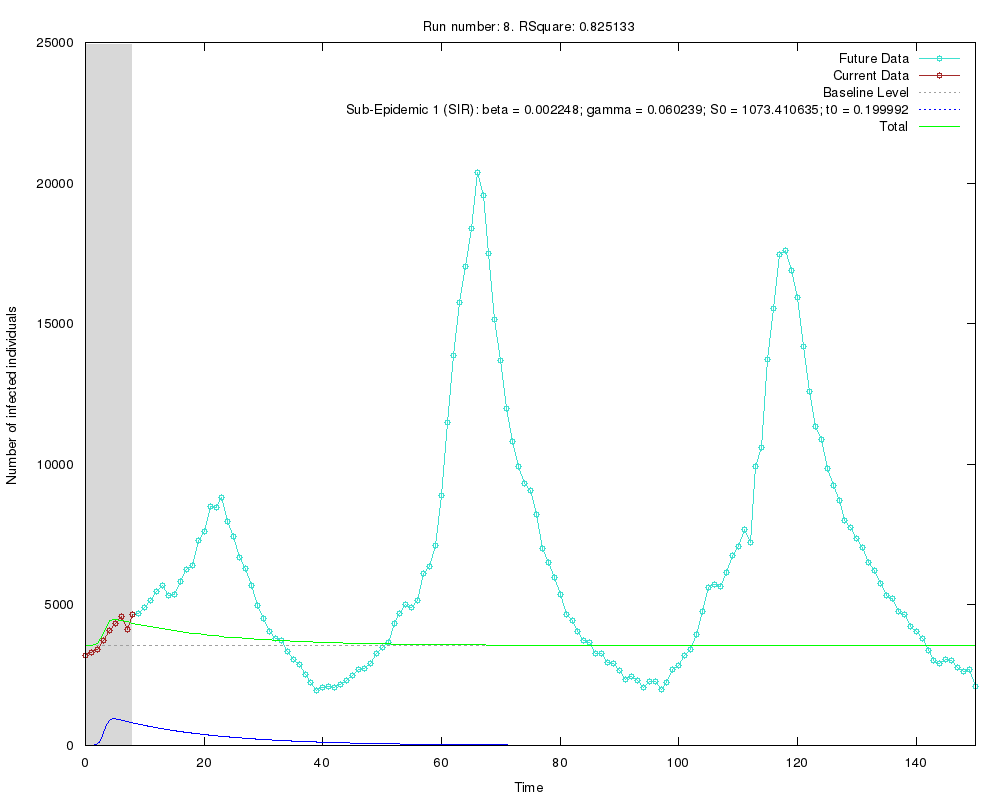 Run number: 8. RSquare: 0.825133
25000
20000
15000
10000
5000
0
Number of infected individuals
Future Data
Current Data
Baseline Level
Sub-Epidemic 1 (SIR): beta = 0.002248; gamma = 0.060239; S0 = 1073.410635; t0 = 0.199992
Total
0 20 40 60 80 100 120 140
Time